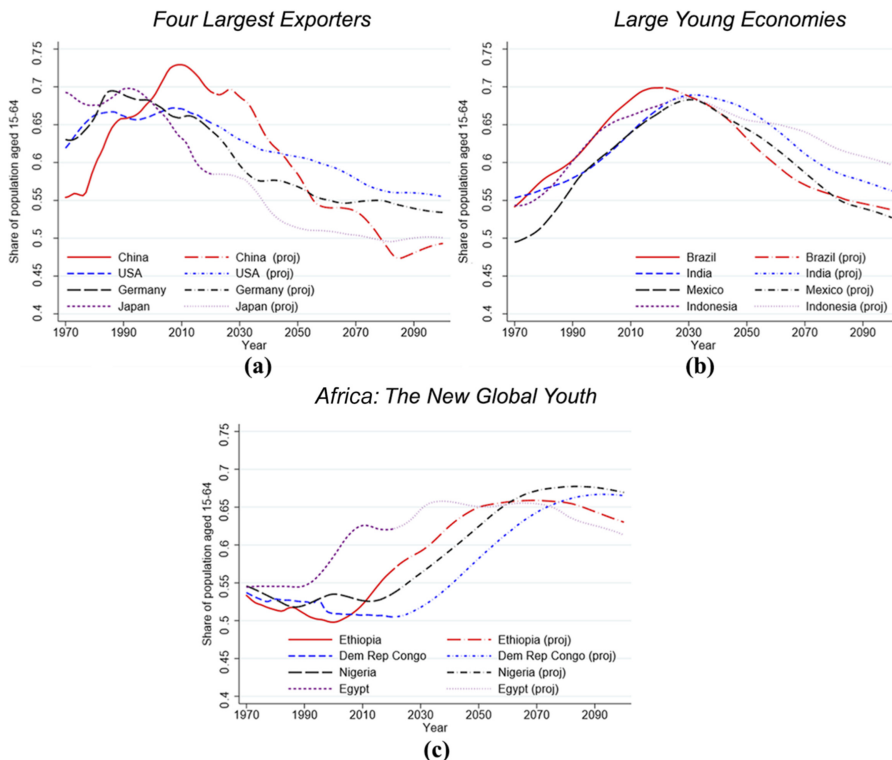 Four Largest Exporters
Share of population aged 15-64
0.75
0.7
0.65
0.6
0.55
0.5
0.45
0.4
China
China (proj)
USA
USA (proj)
Germany
Germany (proj)
Japan
Japan (proj)
1970 1990 2010 2030 2050 2070 2090
Year
(a)
Large Young Economies
Share of population aged 15-64
0.75
0.7
0.65
0.6
0.55
0.5
0.45
0.4
Brazil
Brazil (proj)
India
India (proj)
Mexico
Mexico (proj)
Indonesia
Indonesia (proj)
1970 1990 2010 2030 2050 2070 2090
Year
(b)
Africa: The New Global Youth
Share of population aged 15-64
0.75
0.7
0.65
0.6
0.55
0.5
0.45
0.4
Ethiopia
Ethiopia (proj)
Dem Rep Congo
Dem Rep Congo (proj)
Nigeria
Nigeria (proj)
Egypt
Egypt (proj)
1970 1990 2010 2030 2050 2070 2090
Year
(c)